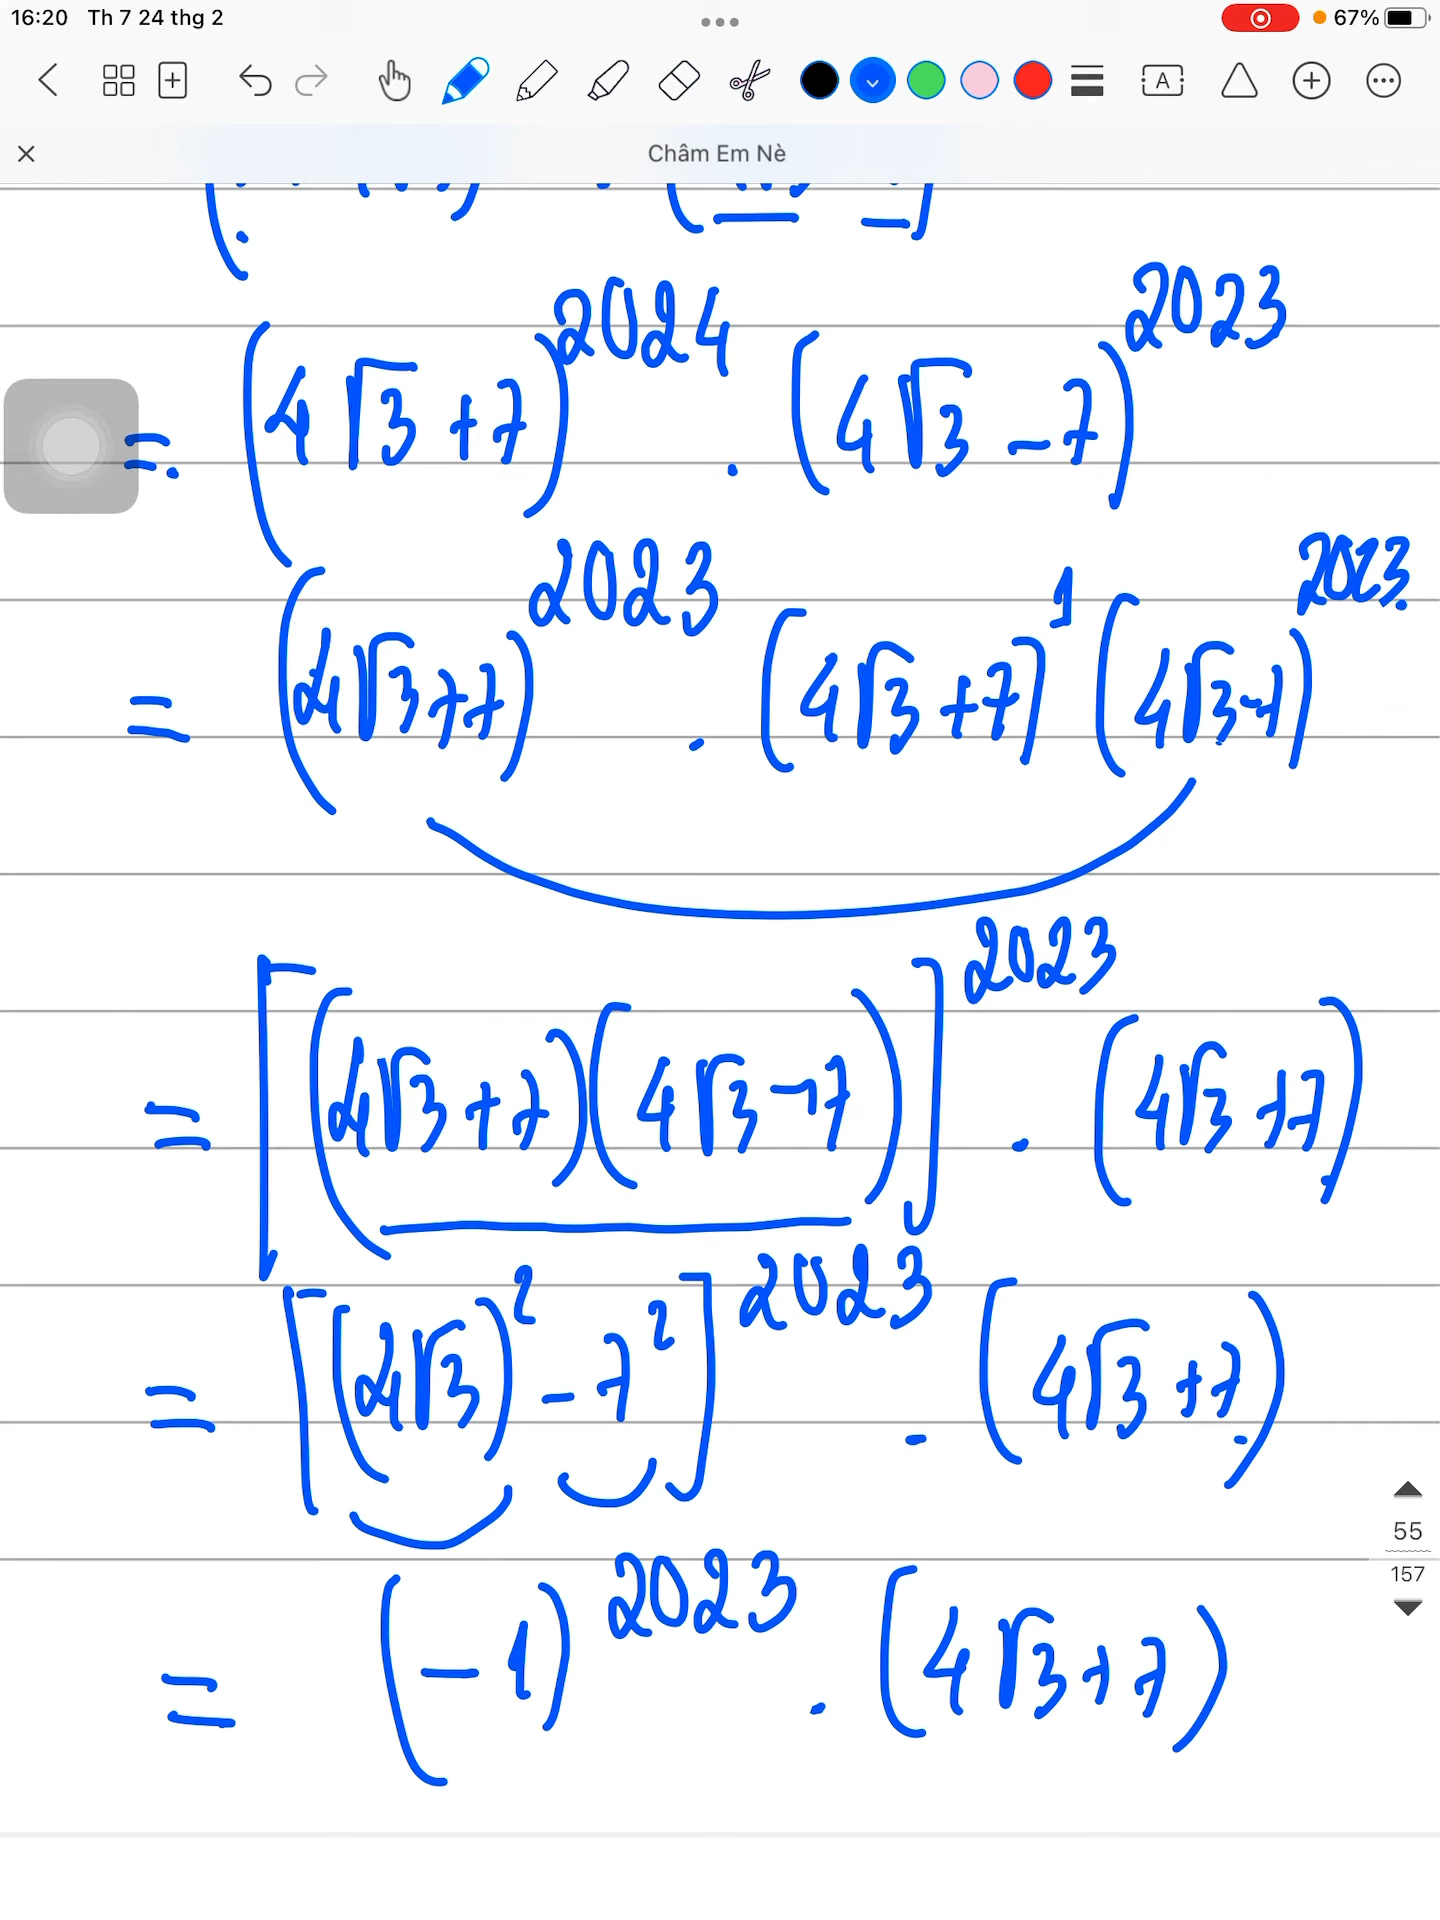 16:20 Th 7 24 thg 2 67%
A
Châm Em Nè
= (4√3 + 7)^2024 . (4√3 - 7)^2023
= (4√3 + 7)^2023 . (4√3 + 7)^1 (4√3 - 7)^2023
= [(4√3 + 7)(4√3 - 7)]^2023 . (4√3 + 7)
= [(4√3)^2 - 7^2]^2023 . (4√3 + 7)
55
157
= (-1)^2023 . (4√3 + 7)